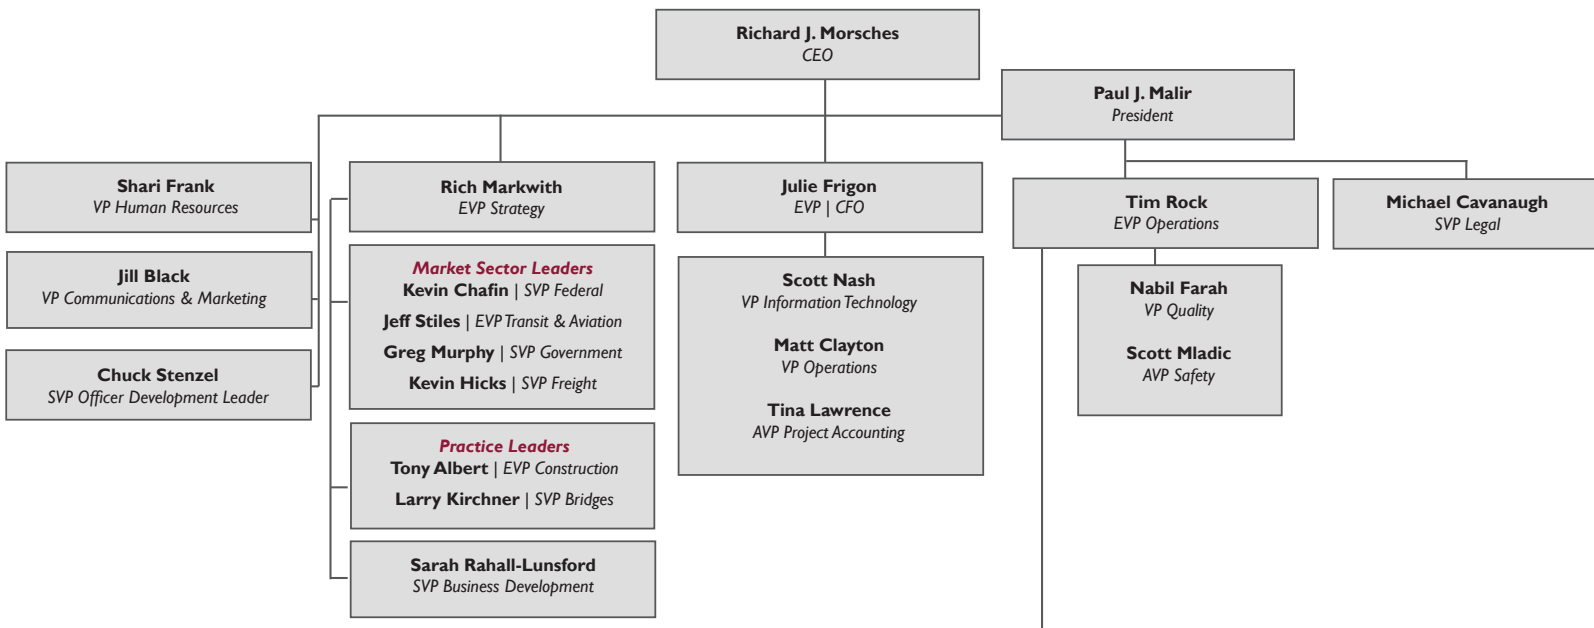 Richard J. Morsches
CEO
Paul J. Malir
President
Shari Frank
VP Human Resources
Jill Black
VP Communications & Marketing
Chuck Stenzel
SVP Officer Development Leader
Rich Markwith
EVP Strategy
Market Sector Leaders
Kevin Chafin | SVP Federal
Jeff Stiles | EVP Transit & Aviation
Greg Murphy | SVP Government
Kevin Hicks | SVP Freight
Practice Leaders
Tony Albert | EVP Construction
Larry Kirchner | SVP Bridges
Sarah Rahall-Lunsford
SVP Business Development
Julie Frigon
EVP | CFO
Scott Nash
VP Information Technology
Matt Clayton
VP Operations
Tina Lawrence
AVP Project Accounting
Tim Rock
EVP Operations
Nabil Farah
VP Quality
Scott Mladic
AVP Safety
Michael Cavanaugh
SVP Legal